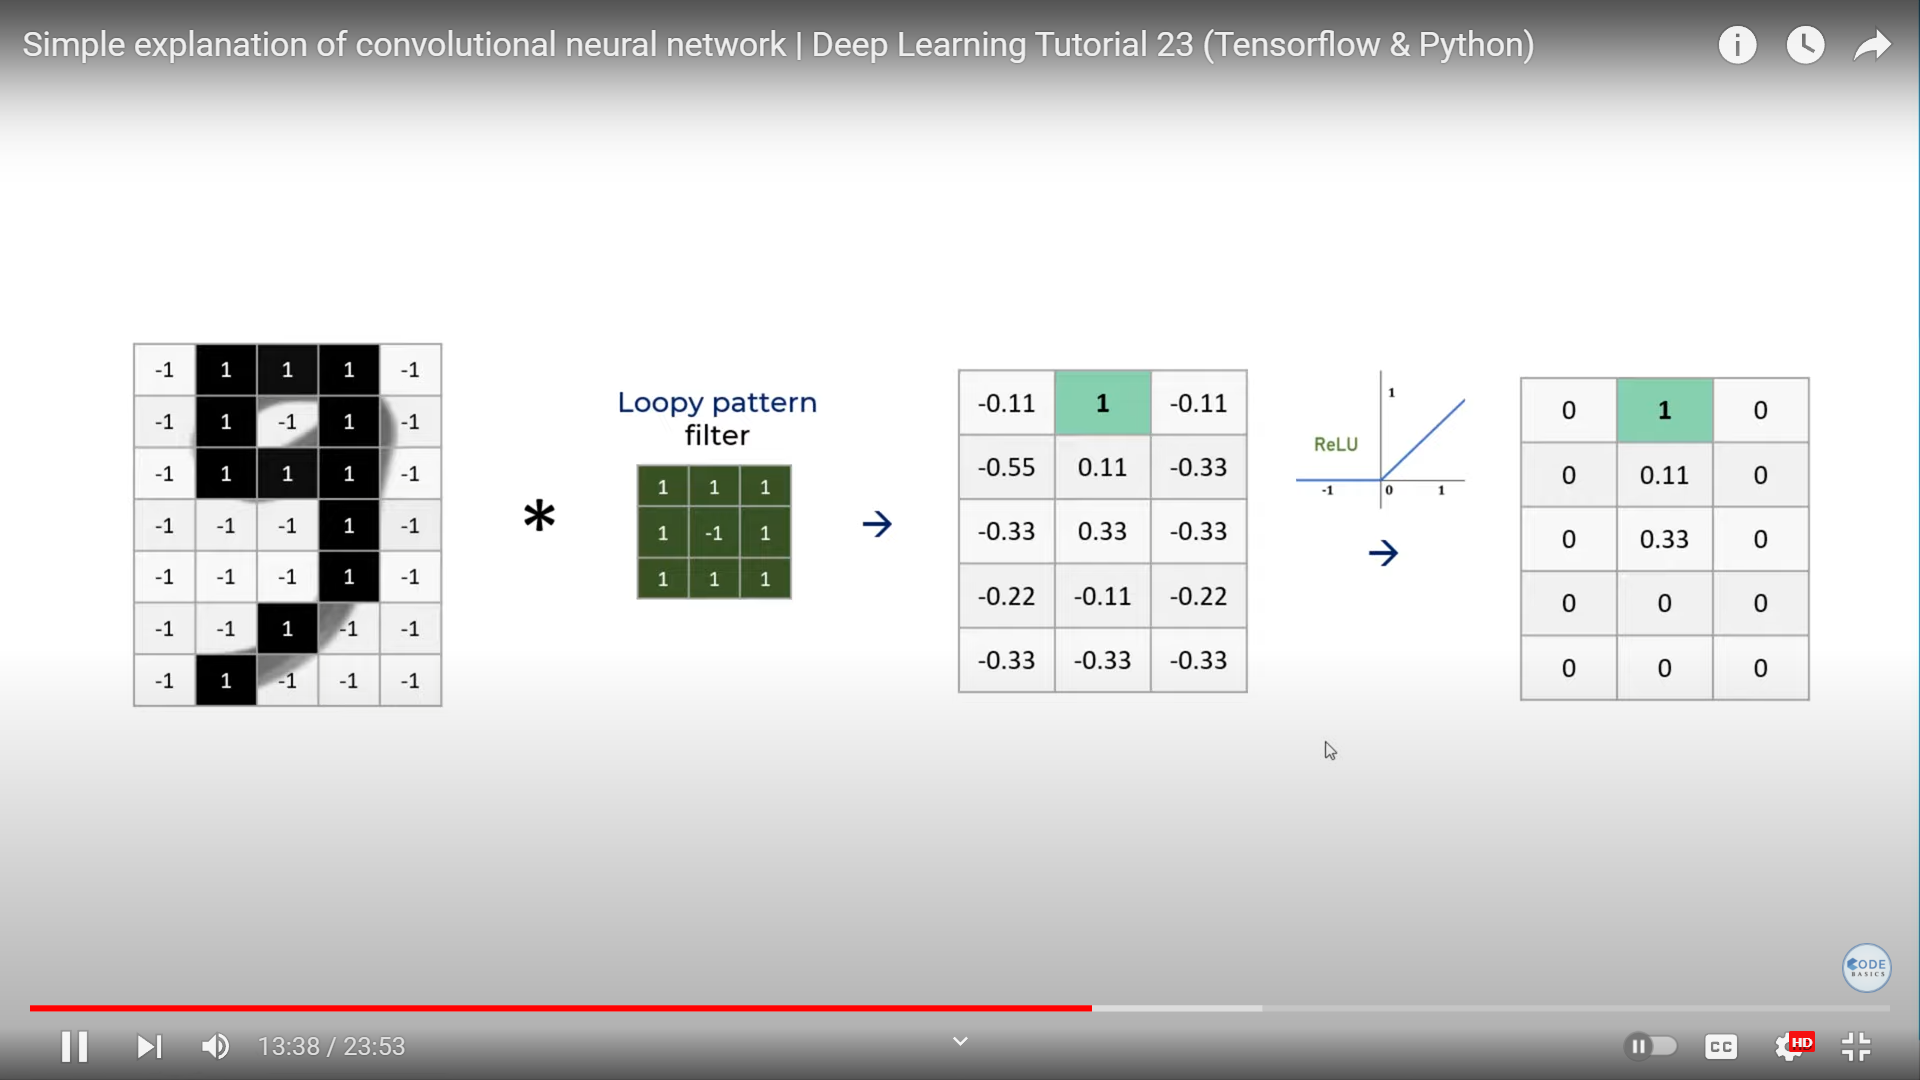 Simple explanation of convolutional neural network | Deep Learning Tutorial 23 (Tensorflow & Python)
-1 1 1 1 -1
-1 1 -1 1 -1
-1 1 1 1 -1
-1 -1 -1 1 -1
-1 -1 -1 1 -1
-1 -1 1 -1 -1
-1 1 -1 -1 -1
*
Loopy pattern
filter
1 1 1
1 -1 1
1 1 1
→
-0.11 1 -0.11
-0.55 0.11 -0.33
-0.33 0.33 -0.33
-0.22 -0.11 -0.22
-0.33 -0.33 -0.33
1
ReLU
-1 0 1
→
0 1 0
0 0.11 0
0 0.33 0
0 0 0
0 0 0
CODE
BASICS
13:38 / 23:53
CC
HD